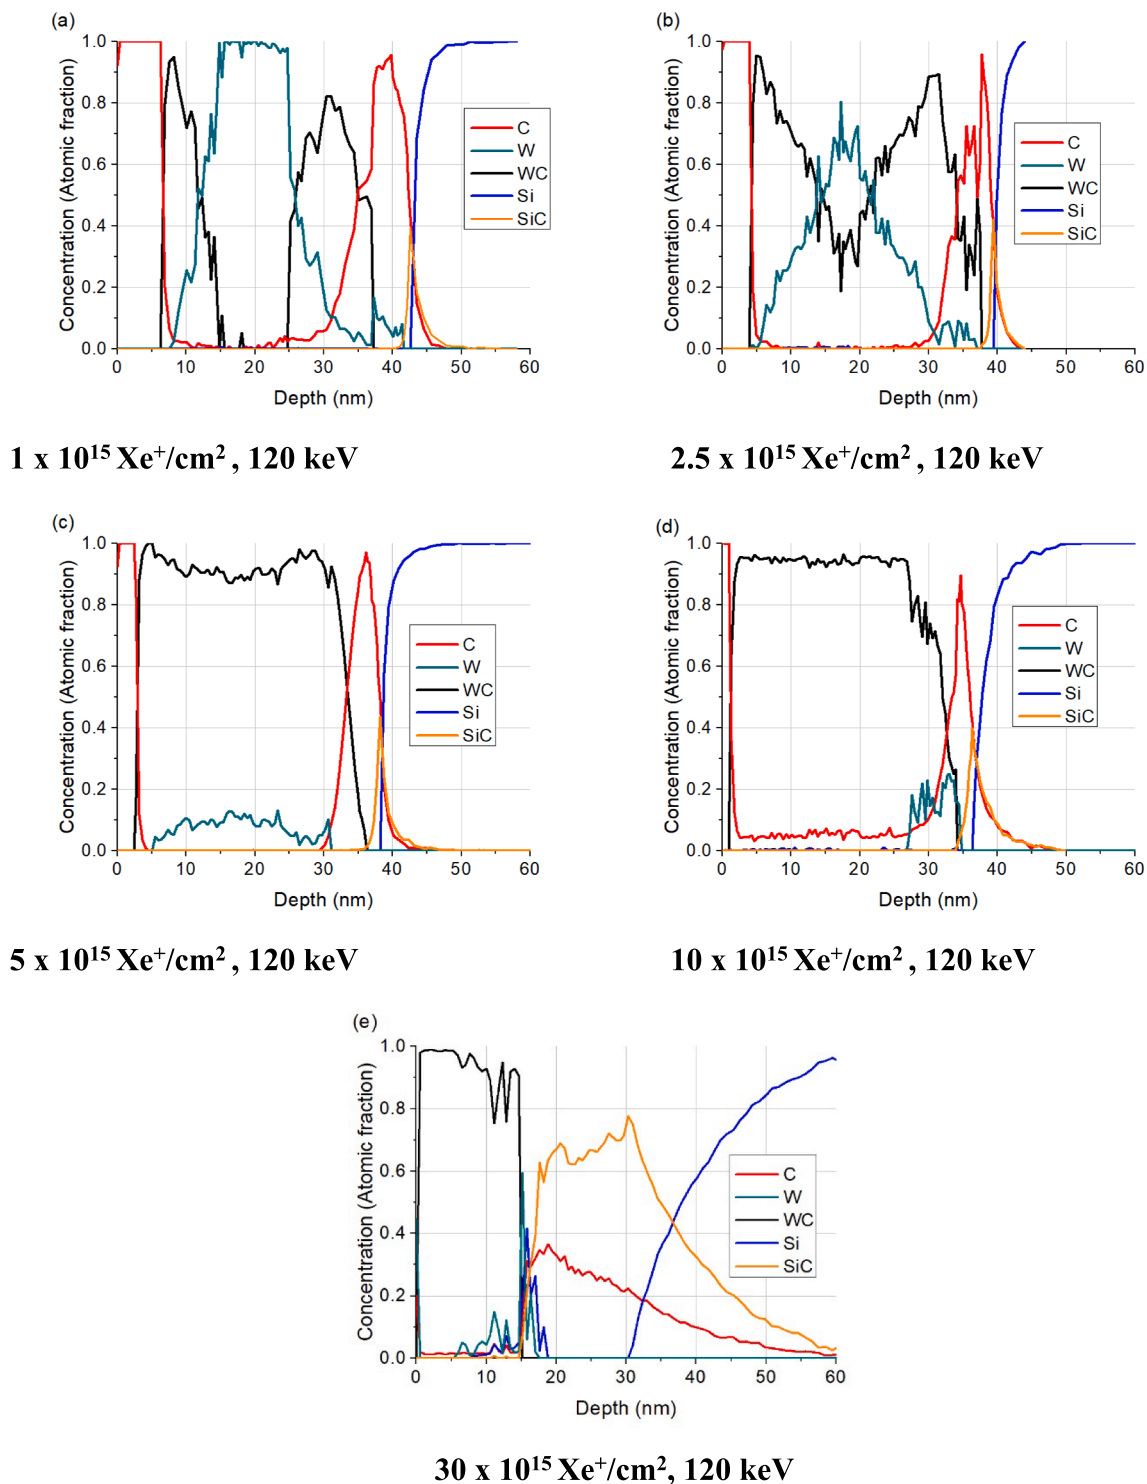 (a)
Concentration (Atomic fraction)
1.0
0.8
0.6
0.4
0.2
0.0
C
W
WC
Si
SiC
0 10 20 30 40 50 60
Depth (nm)
1 x 10¹⁵ Xe⁺/cm² , 120 keV
(b)
Concentration (Atomic fraction)
1.0
0.8
0.6
0.4
0.2
0.0
C
W
WC
Si
SiC
0 10 20 30 40 50 60
Depth (nm)
2.5 x 10¹⁵ Xe⁺/cm² , 120 keV
(c)
Concentration (Atomic fraction)
1.0
0.8
0.6
0.4
0.2
0.0
C
W
WC
Si
SiC
0 10 20 30 40 50 60
Depth (nm)
5 x 10¹⁵ Xe⁺/cm² , 120 keV
(d)
Concentration (Atomic fraction)
1.0
0.8
0.6
0.4
0.2
0.0
C
W
WC
Si
SiC
0 10 20 30 40 50 60
Depth (nm)
10 x 10¹⁵ Xe⁺/cm² , 120 keV
(e)
Concentration (Atomic fraction)
1.0
0.8
0.6
0.4
0.2
0.0
C
W
WC
Si
SiC
0 10 20 30 40 50 60
Depth (nm)
30 x 10¹⁵ Xe⁺/cm², 120 keV